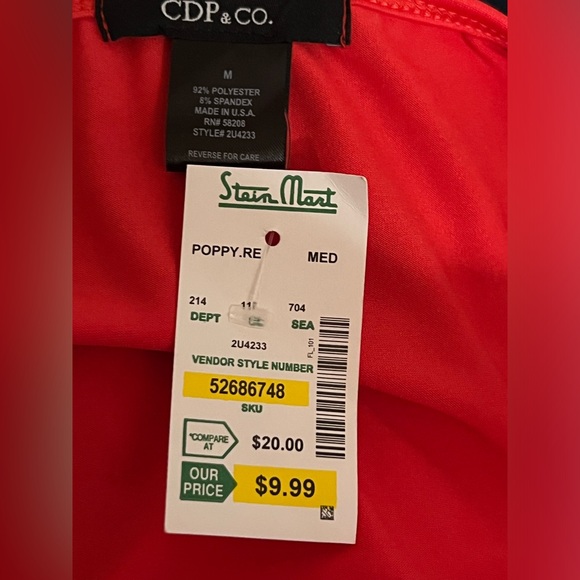 CDP & CO.
M
92% POLYESTER
8% SPANDEX
MADE IN U.S.A.
RN# 58208
STYLE# 2U4233
REVERSE FOR CARE
Stein Mart
POPPY.RE MED
214 704
DEPT SEA
2U4233
VENDOR STYLE NUMBER
52686748
SKU
FL_101
*COMPARE AT $20.00
OUR PRICE $9.99